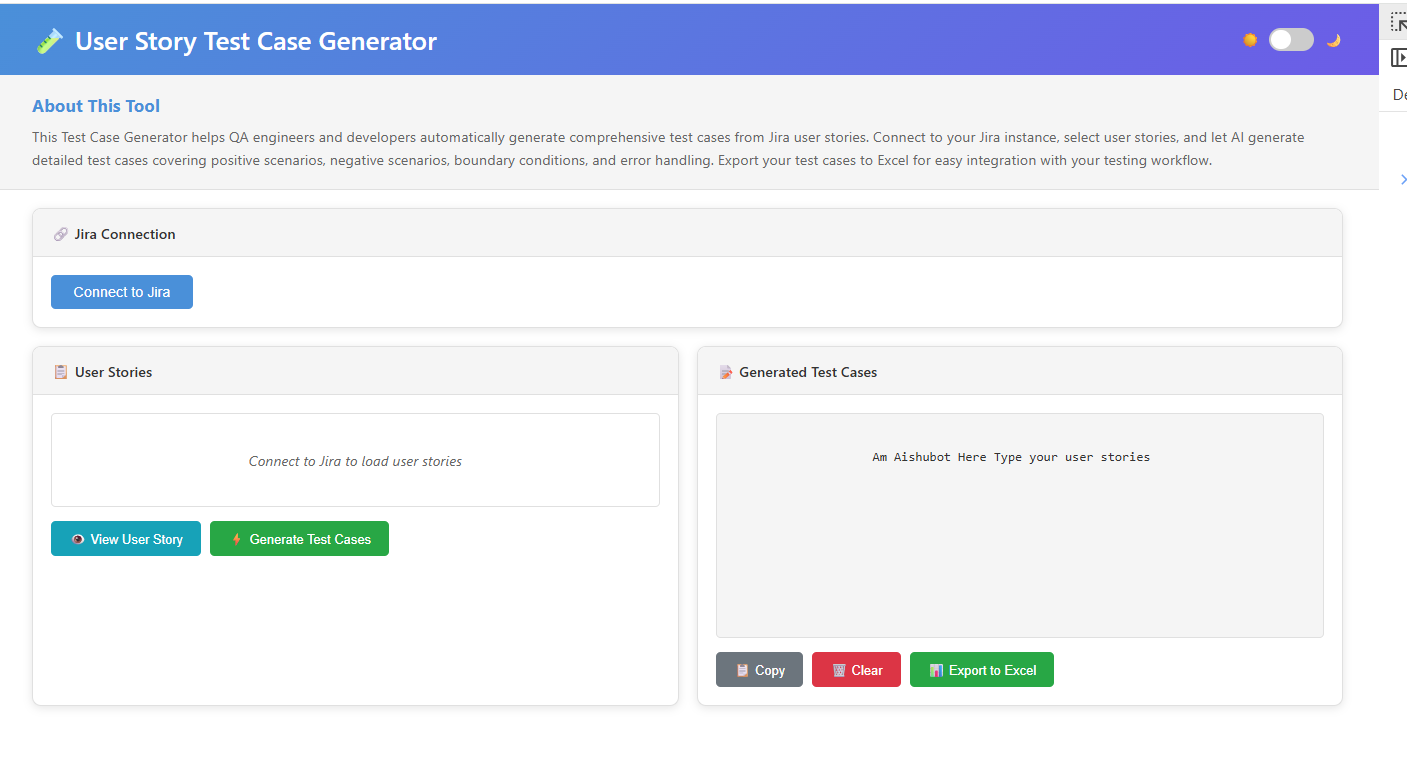 User Story Test Case Generator
About This Tool
This Test Case Generator helps QA engineers and developers automatically generate comprehensive test cases from Jira user stories. Connect to your Jira instance, select user stories, and let AI generate
detailed test cases covering positive scenarios, negative scenarios, boundary conditions, and error handling. Export your test cases to Excel for easy integration with your testing workflow.
Jira Connection
Connect to Jira
User Stories
Connect to Jira to load user stories
View User Story
Generate Test Cases
Generated Test Cases
Am Aishubot Here Type your user stories
Copy
Clear
Export to Excel
De